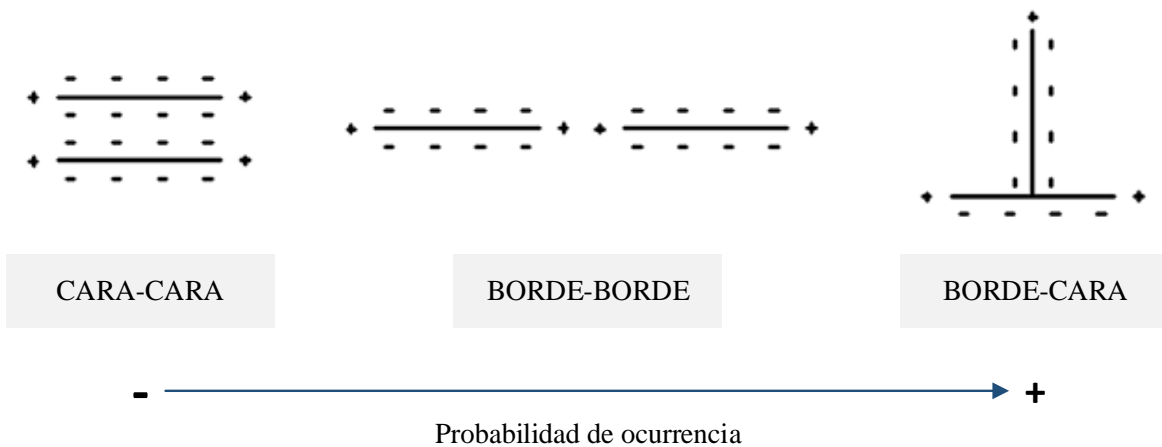 CARA-CARA
BORDE-BORDE
BORDE-CARA
- +
Probabilidad de ocurrencia